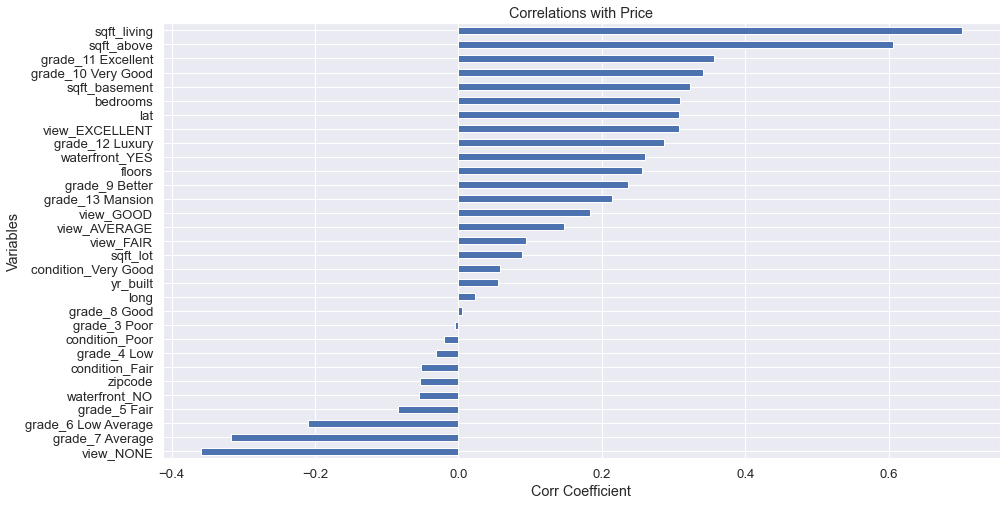 Correlations with Price
Variables
sqft_living
sqft_above
grade_11 Excellent
grade_10 Very Good
sqft_basement
bedrooms
lat
view_EXCELLENT
grade_12 Luxury
waterfront_YES
floors
grade_9 Better
grade_13 Mansion
view_GOOD
view_AVERAGE
view_FAIR
sqft_lot
condition_Very Good
yr_built
long
grade_8 Good
grade_3 Poor
condition_Poor
grade_4 Low
condition_Fair
zipcode
waterfront_NO
grade_5 Fair
grade_6 Low Average
grade_7 Average
view_NONE
−0.4 −0.2 0.0 0.2 0.4 0.6
Corr Coefficient